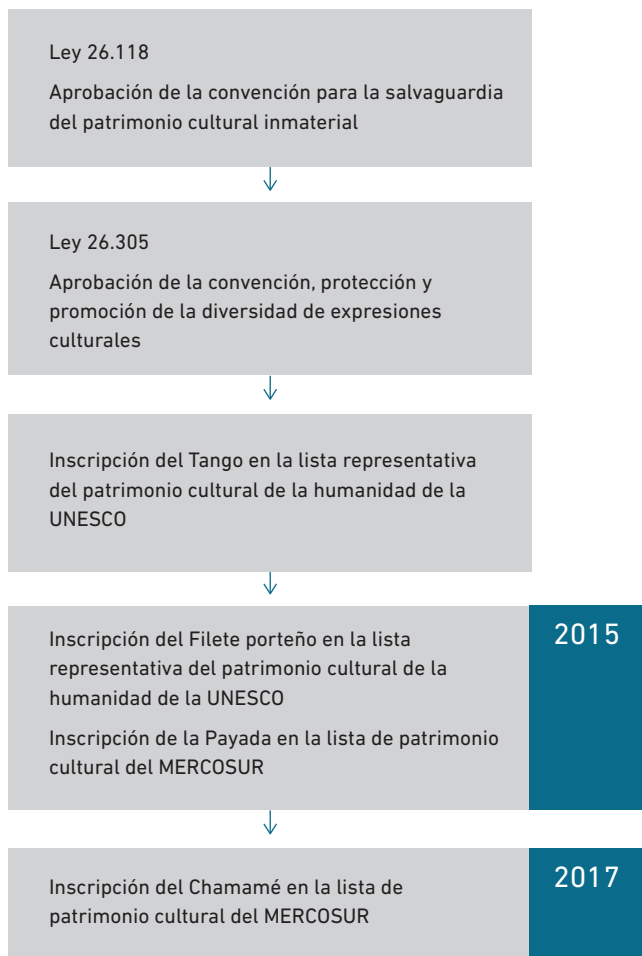 Ley 26.118
Aprobación de la convención para la salvaguardia
del patrimonio cultural inmaterial
Ley 26.305
Aprobación de la convención, protección y
promoción de la diversidad de expresiones
culturales
Inscripción del Tango en la lista representativa
del patrimonio cultural de la humanidad de la
UNESCO
Inscripción del Filete porteño en la lista
representativa del patrimonio cultural de la
humanidad de la UNESCO
Inscripción de la Payada en la lista de patrimonio
cultural del MERCOSUR
2015
Inscripción del Chamamé en la lista de
patrimonio cultural del MERCOSUR
2017